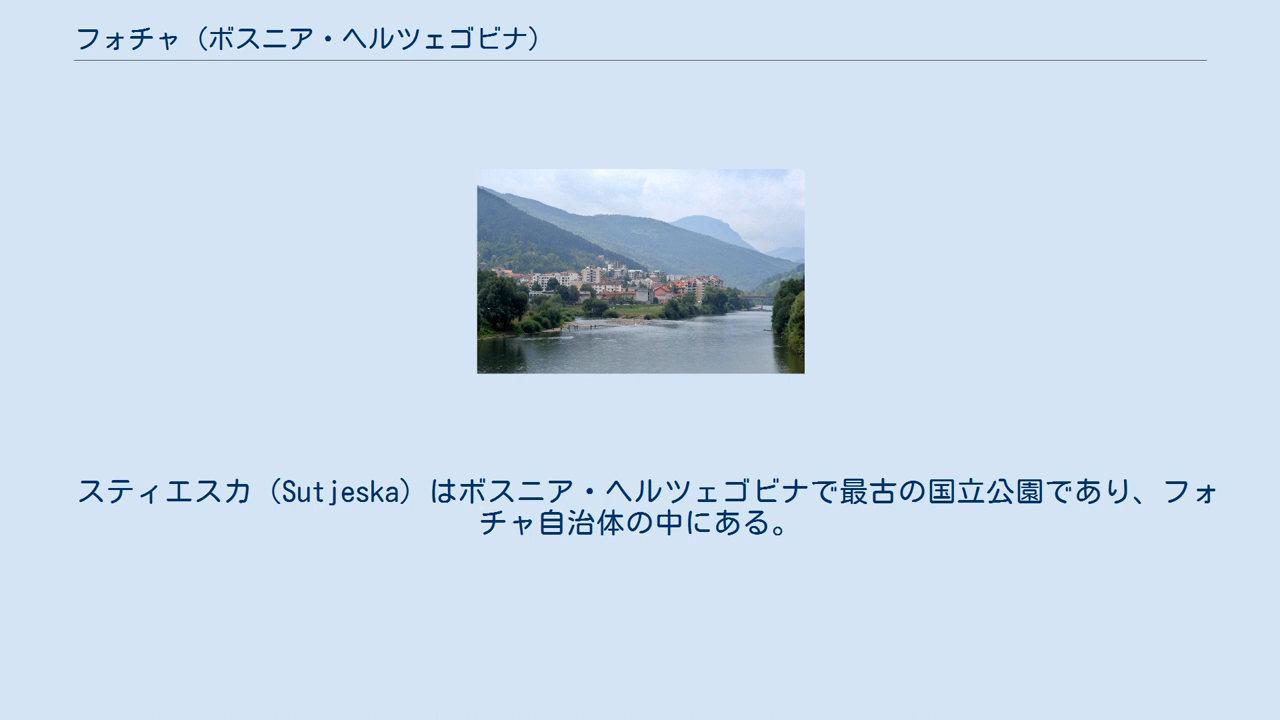 フォチャ（ボスニア・ヘルツェゴビナ）
スティエスカ（Sutjeska）はボスニア・ヘルツェゴビナで最古の国立公園であり、フォ
チャ自治体の中にある。